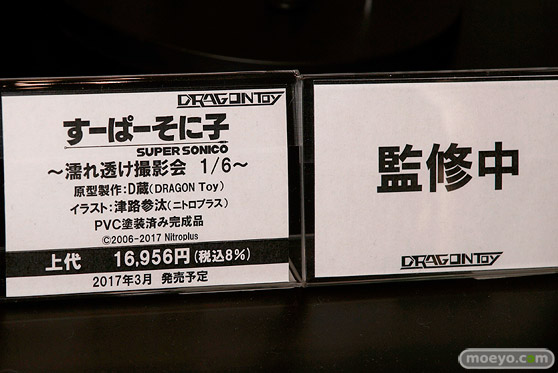 DRAGONToy
すーぱーそに子
SUPER SONICO
～濡れ透け撮影会 1/6～
原型製作：D蔵(DRAGON Toy)
イラスト：津路参汰(ニトロプラス)
PVC塗装済み完成品
©2006-2017 Nitroplus
上代 16,956円(税込8%)
2017年3月 発売予定
監修中
DRAGONToy
moeyo.com